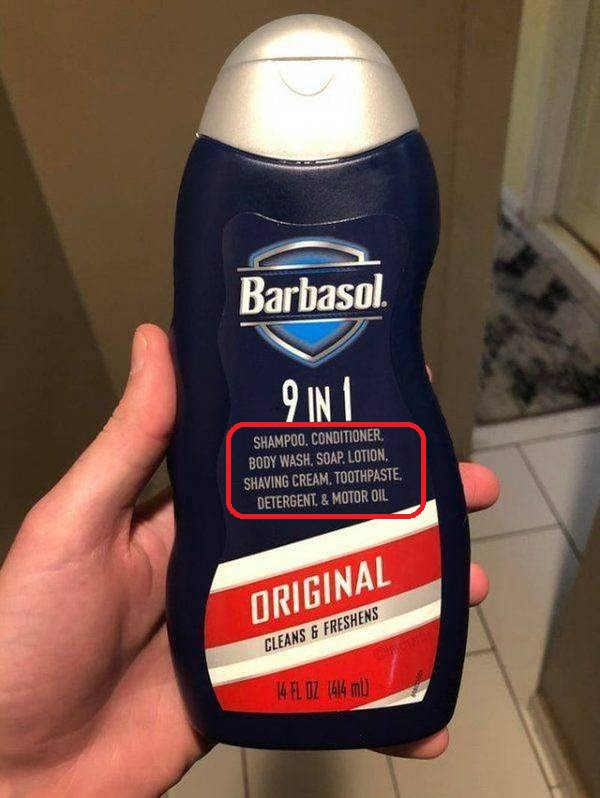 Barbasol
9 IN 1
SHAMPOO, CONDITIONER,
BODY WASH, SOAP, LOTION,
SHAVING CREAM, TOOTHPASTE,
DETERGENT, & MOTOR OIL
ORIGINAL
CLEANS & FRESHENS
14 FL OZ (414 mL)